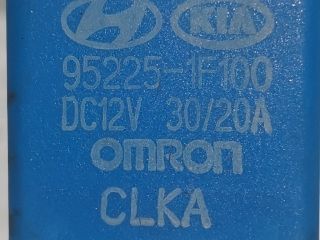 KIA
95225-1F100
DC12V 30/20A
OMRON
CLKA